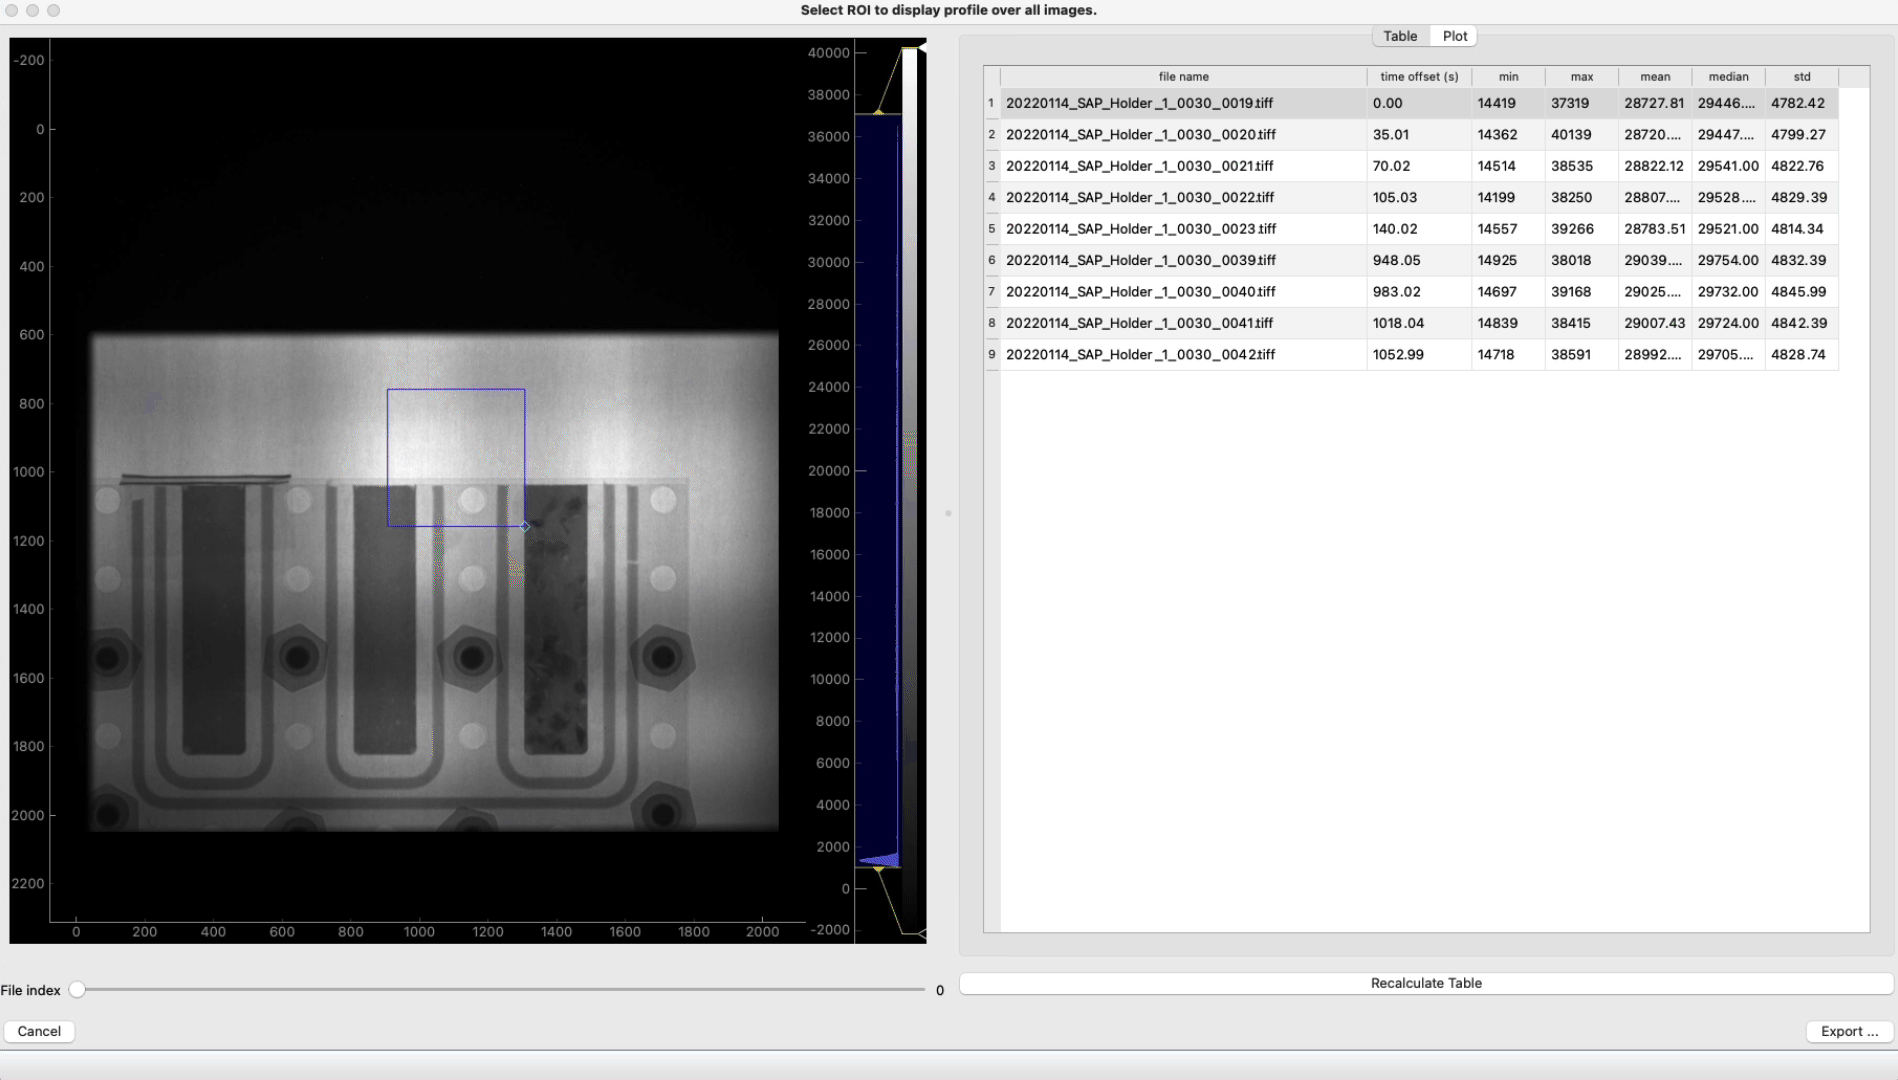 Select ROI to display profile over all images.
Table Plot
-200
0
200
400
600
800
1000
1200
1400
1600
1800
2000
2200
0 200 400 600 800 1000 1200 1400 1600 1800 2000
40000
38000
36000
34000
32000
30000
28000
26000
24000
22000
20000
18000
16000
14000
12000
10000
8000
6000
4000
2000
0
-2000
file name time offset (s) min max mean median std
1 20220114_SAP_Holder_1_0030_0019.tiff 0.00 14419 37319 28727.81 29446.... 4782.42
2 20220114_SAP_Holder_1_0030_0020.tiff 35.01 14362 40139 28720.... 29447.... 4799.27
3 20220114_SAP_Holder_1_0030_0021.tiff 70.02 14514 38535 28822.12 29541.00 4822.76
4 20220114_SAP_Holder_1_0030_0022.tiff 105.03 14199 38250 28807.... 29528.... 4829.39
5 20220114_SAP_Holder_1_0030_0023.tiff 140.02 14557 39266 28783.51 29521.00 4814.34
6 20220114_SAP_Holder_1_0030_0039.tiff 948.05 14925 38018 29039.... 29754.00 4832.39
7 20220114_SAP_Holder_1_0030_0040.tiff 983.02 14697 39168 29025.... 29732.00 4845.99
8 20220114_SAP_Holder_1_0030_0041.tiff 1018.04 14839 38415 29007.43 29724.00 4842.39
9 20220114_SAP_Holder_1_0030_0042.tiff 1052.99 14718 38591 28992.... 29705.... 4828.74
File index 0
Recalculate Table
Cancel
Export ...